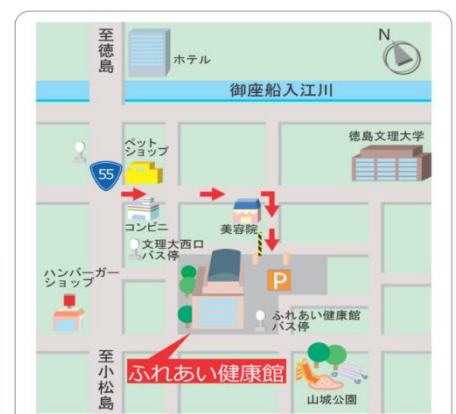 至徳島
N
ホテル
御座船入江川
徳島文理大学
ペット
ショップ
55
コンビニ
美容院
文理大西口
バス停
ハンバーガー
ショップ
P
ふれあい健康館
バス停
至小松島
ふれあい健康館
山城公園